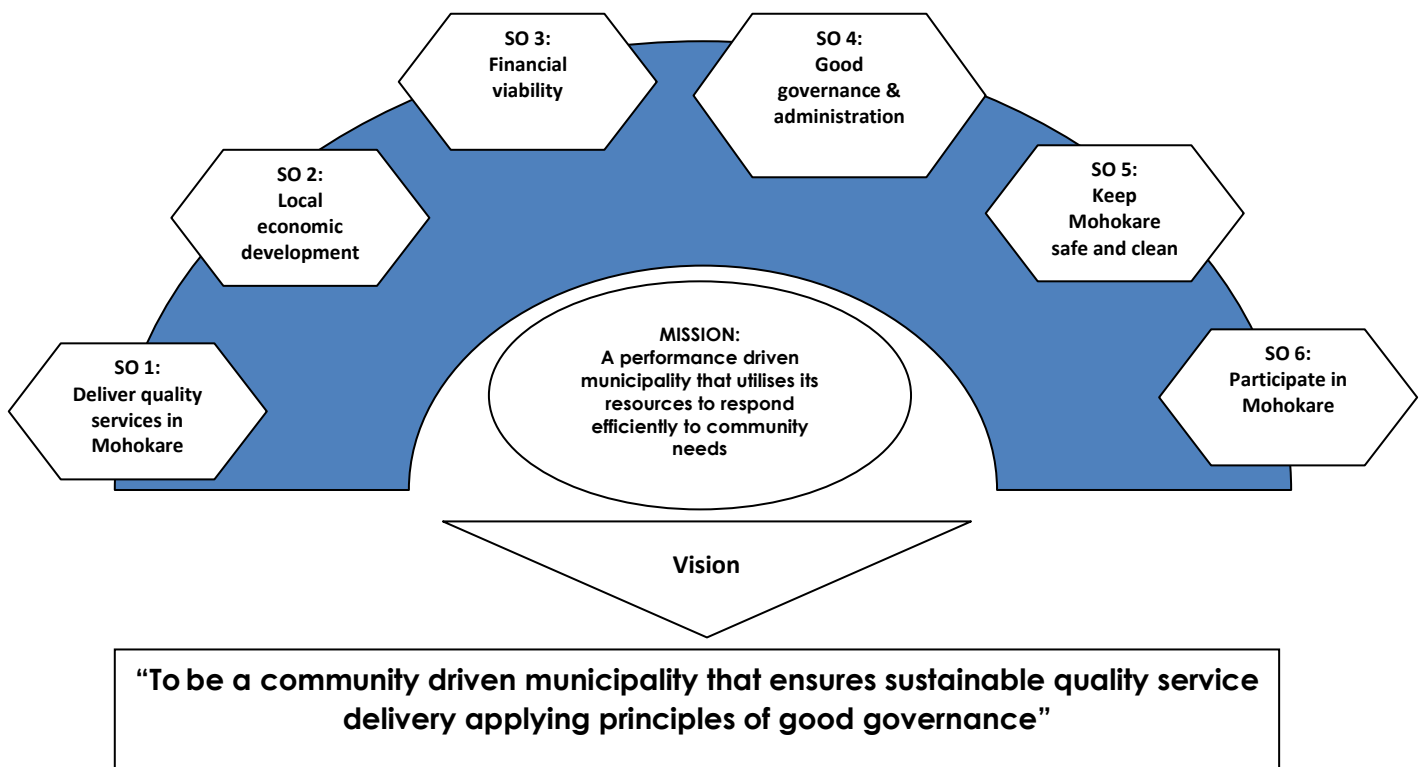 SO 1:
Deliver quality
services in
Mohokare
SO 2:
Local
economic
development
SO 3:
Financial
viability
SO 4:
Good
governance &
administration
SO 5:
Keep
Mohokare
safe and clean
SO 6:
Participate in
Mohokare
MISSION:
A performance driven
municipality that utilises its
resources to respond
efficiently to community
needs
Vision
“To be a community driven municipality that ensures sustainable quality service
delivery applying principles of good governance”